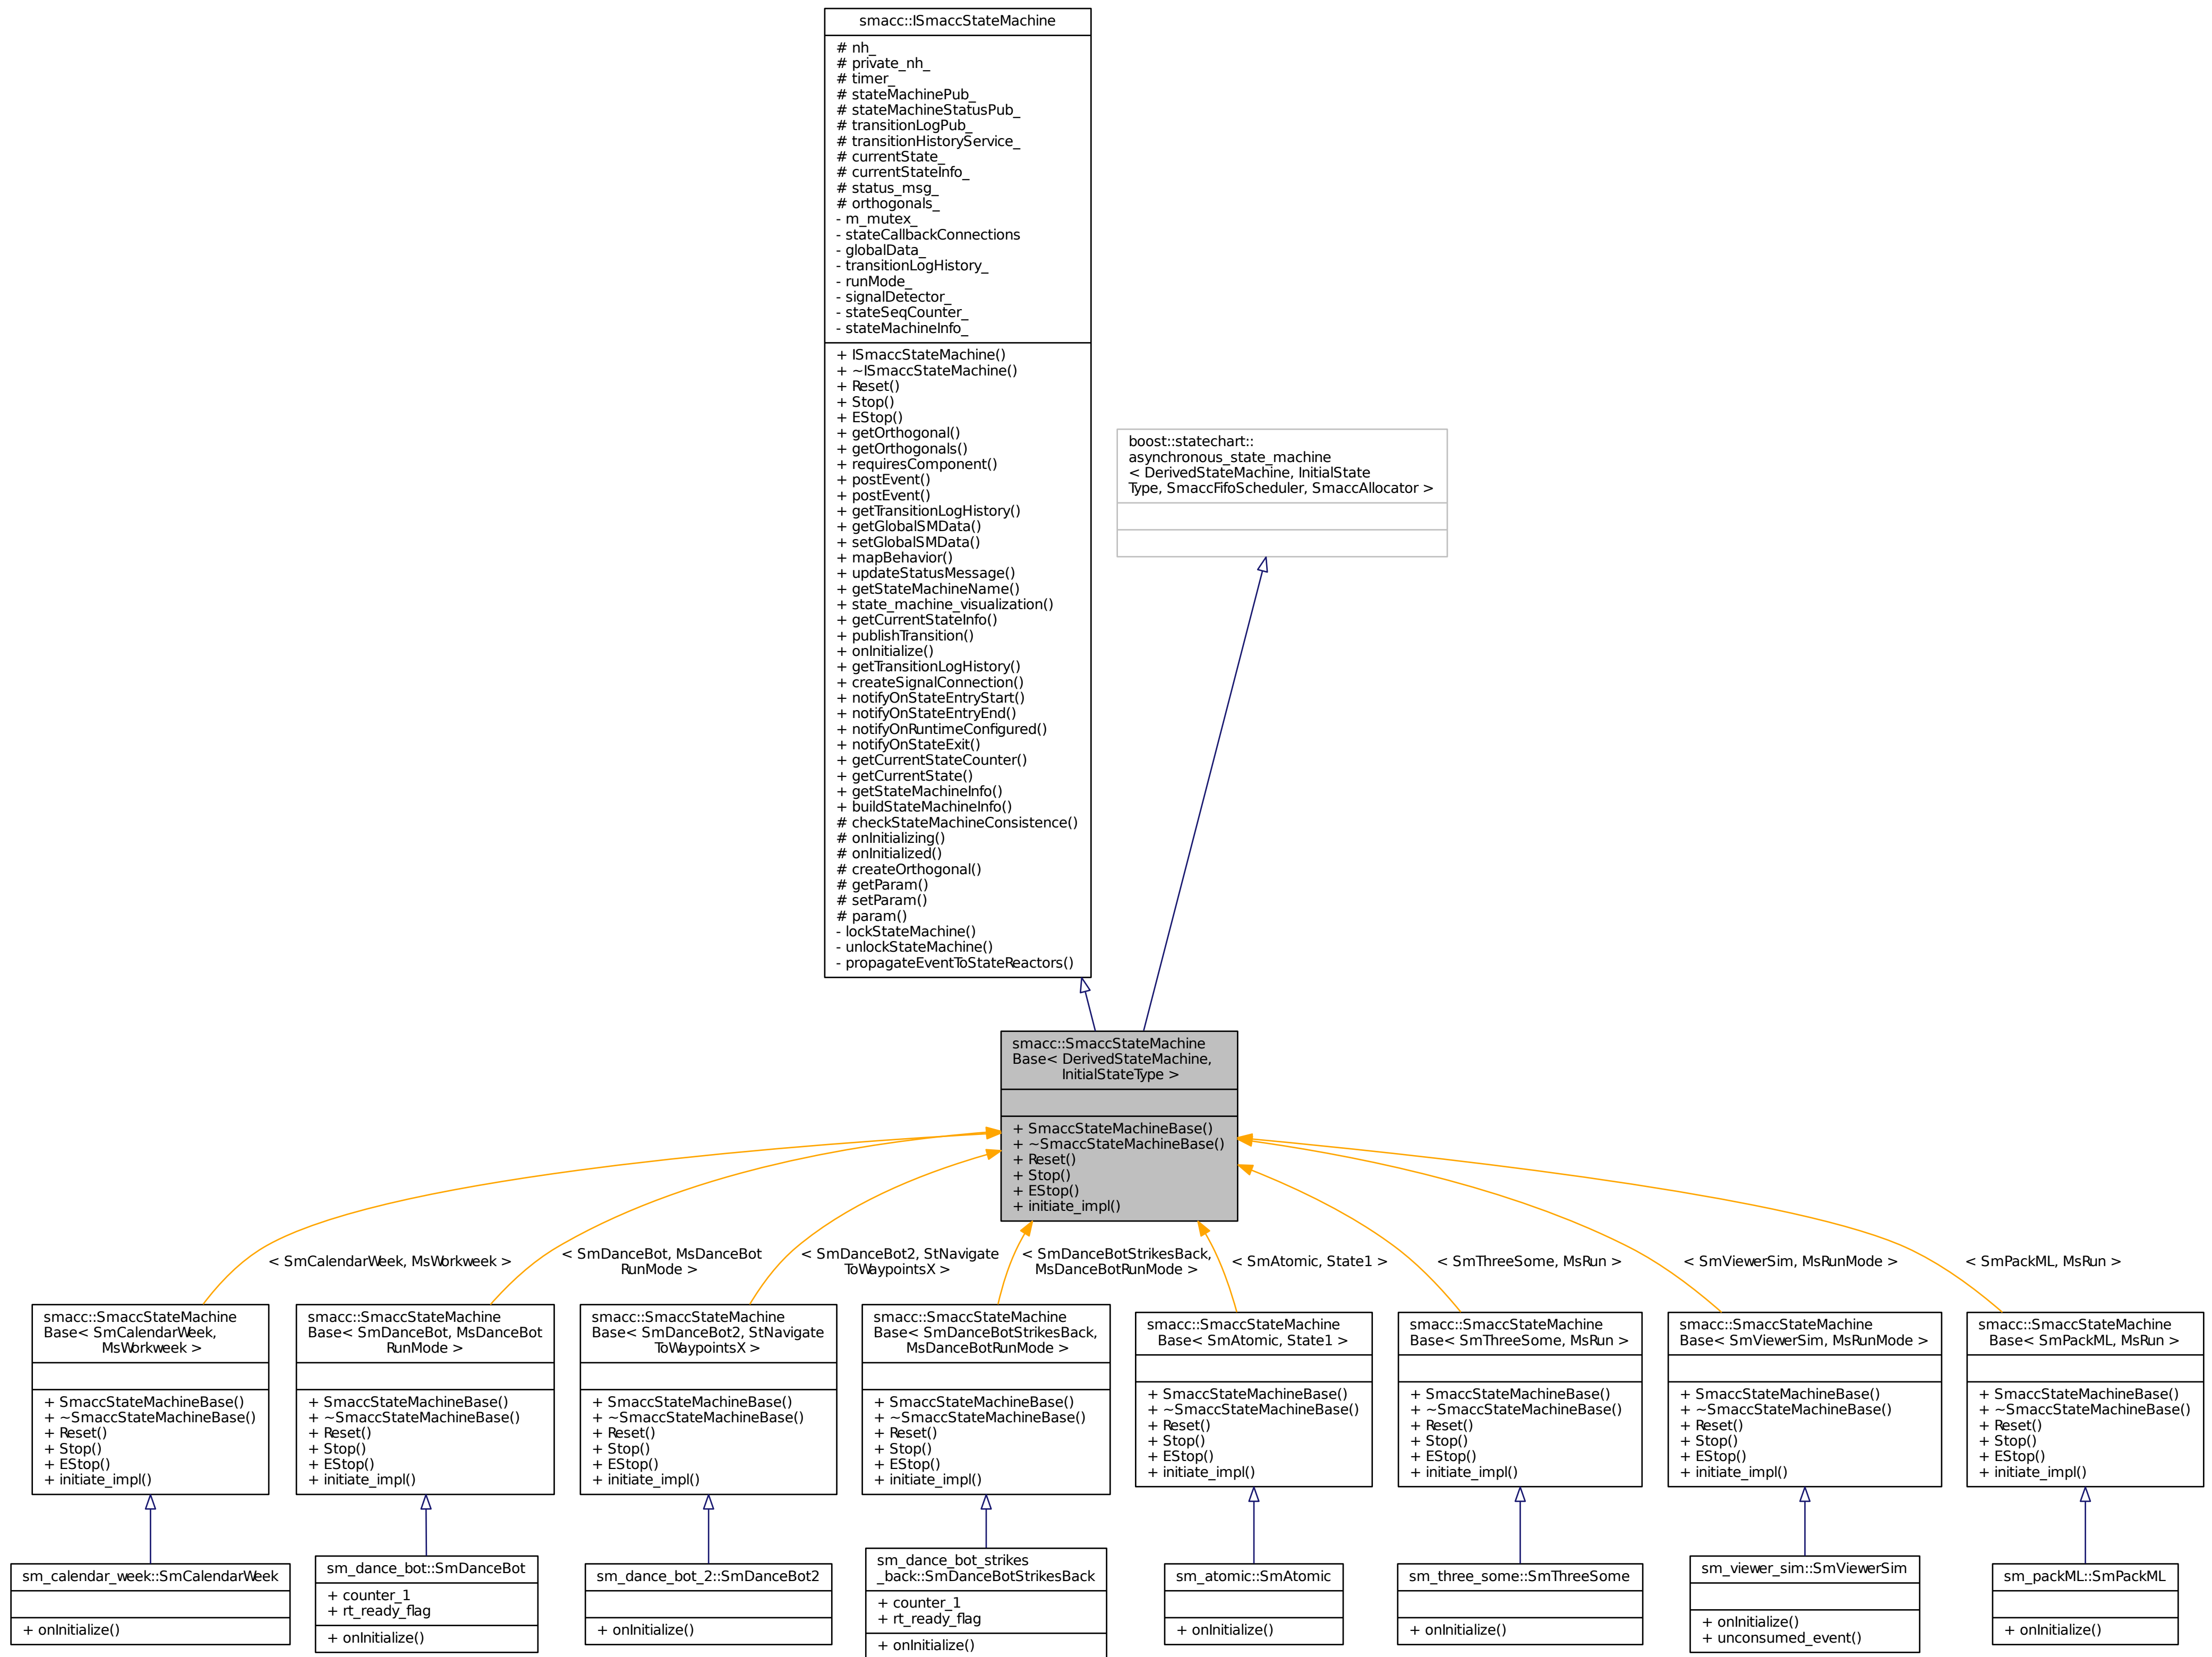 smacc::ISmaccStateMachine
# nh_
# private_nh_
# timer_
# stateMachinePub_
# stateMachineStatusPub_
# transitionLogPub_
# transitionHistoryService_
# currentState_
# currentStateInfo_
# status_msg_
# orthogonals_
- m_mutex_
- stateCallbackConnections
- globalData_
- transitionLogHistory_
- runMode_
- signalDetector_
- stateSeqCounter_
- stateMachineInfo_
+ ISmaccStateMachine()
+ ~ISmaccStateMachine()
+ Reset()
+ Stop()
+ EStop()
+ getOrthogonal()
+ getOrthogonals()
+ requiresComponent()
+ postEvent()
+ postEvent()
+ getTransitionLogHistory()
+ getGlobalSMData()
+ setGlobalSMData()
+ mapBehavior()
+ updateStatusMessage()
+ getStateMachineName()
+ state_machine_visualization()
+ getCurrentStateInfo()
+ publishTransition()
+ onInitialize()
+ getTransitionLogHistory()
+ createSignalConnection()
+ notifyOnStateEntryStart()
+ notifyOnStateEntryEnd()
+ notifyOnRuntimeConfigured()
+ notifyOnStateExit()
+ getCurrentStateCounter()
+ getCurrentState()
+ getStateMachineInfo()
+ buildStateMachineInfo()
# checkStateMachineConsistence()
# onInitializing()
# onInitialized()
# createOrthogonal()
# getParam()
# setParam()
# param()
- lockStateMachine()
- unlockStateMachine()
- propagateEventToStateReactors()
boost::statechart::
asynchronous_state_machine
< DerivedStateMachine, InitialState
Type, SmaccFifoScheduler, SmaccAllocator >
smacc::SmaccStateMachine
Base< DerivedStateMachine,
InitialStateType >
+ SmaccStateMachineBase()
+ ~SmaccStateMachineBase()
+ Reset()
+ Stop()
+ EStop()
+ initiate_impl()
< SmCalendarWeek, MsWorkweek >
< SmDanceBot, MsDanceBot
RunMode >
< SmDanceBot2, StNavigate
ToWaypointsX >
< SmDanceBotStrikesBack,
MsDanceBotRunMode >
< SmAtomic, State1 >
< SmThreeSome, MsRun >
< SmViewerSim, MsRunMode >
< SmPackML, MsRun >
smacc::SmaccStateMachine
Base< SmCalendarWeek,
MsWorkweek >
+ SmaccStateMachineBase()
+ ~SmaccStateMachineBase()
+ Reset()
+ Stop()
+ EStop()
+ initiate_impl()
smacc::SmaccStateMachine
Base< SmDanceBot, MsDanceBot
RunMode >
+ SmaccStateMachineBase()
+ ~SmaccStateMachineBase()
+ Reset()
+ Stop()
+ EStop()
+ initiate_impl()
smacc::SmaccStateMachine
Base< SmDanceBot2, StNavigate
ToWaypointsX >
+ SmaccStateMachineBase()
+ ~SmaccStateMachineBase()
+ Reset()
+ Stop()
+ EStop()
+ initiate_impl()
smacc::SmaccStateMachine
Base< SmDanceBotStrikesBack,
MsDanceBotRunMode >
+ SmaccStateMachineBase()
+ ~SmaccStateMachineBase()
+ Reset()
+ Stop()
+ EStop()
+ initiate_impl()
smacc::SmaccStateMachine
Base< SmAtomic, State1 >
+ SmaccStateMachineBase()
+ ~SmaccStateMachineBase()
+ Reset()
+ Stop()
+ EStop()
+ initiate_impl()
smacc::SmaccStateMachine
Base< SmThreeSome, MsRun >
+ SmaccStateMachineBase()
+ ~SmaccStateMachineBase()
+ Reset()
+ Stop()
+ EStop()
+ initiate_impl()
smacc::SmaccStateMachine
Base< SmViewerSim, MsRunMode >
+ SmaccStateMachineBase()
+ ~SmaccStateMachineBase()
+ Reset()
+ Stop()
+ EStop()
+ initiate_impl()
smacc::SmaccStateMachine
Base< SmPackML, MsRun >
+ SmaccStateMachineBase()
+ ~SmaccStateMachineBase()
+ Reset()
+ Stop()
+ EStop()
+ initiate_impl()
sm_calendar_week::SmCalendarWeek
+ onInitialize()
sm_dance_bot::SmDanceBot
+ counter_1
+ rt_ready_flag
+ onInitialize()
sm_dance_bot_2::SmDanceBot2
+ onInitialize()
sm_dance_bot_strikes
_back::SmDanceBotStrikesBack
+ counter_1
+ rt_ready_flag
+ onInitialize()
sm_atomic::SmAtomic
+ onInitialize()
sm_three_some::SmThreeSome
+ onInitialize()
sm_viewer_sim::SmViewerSim
+ onInitialize()
+ unconsumed_event()
sm_packML::SmPackML
+ onInitialize()